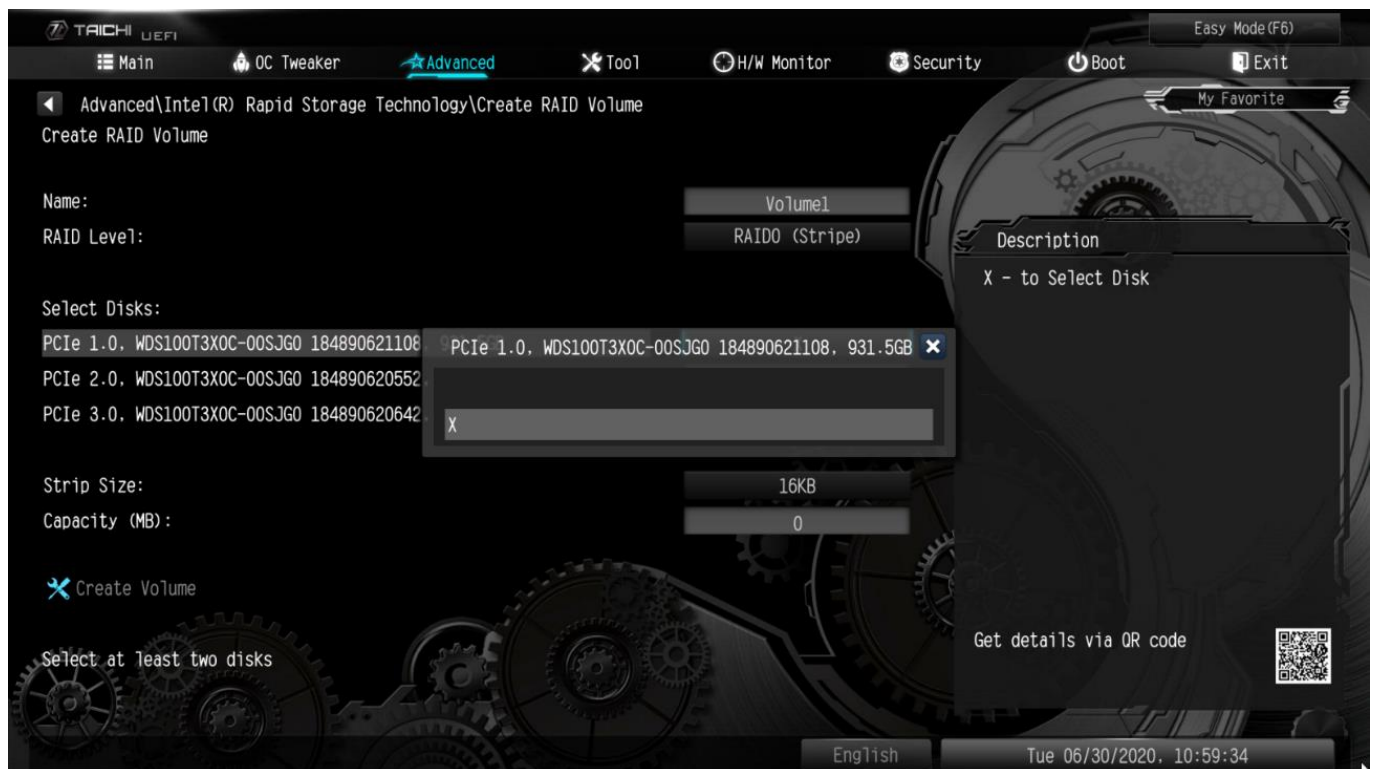 TAICHI UEFI
Easy Mode(F6)
Main OC Tweaker Advanced Tool H/W Monitor Security Boot Exit
Advanced\Intel(R) Rapid Storage Technology\Create RAID Volume
My Favorite
Create RAID Volume
Name: Volume1
RAID Level: RAID0 (Stripe)
Description
X - to Select Disk
Select Disks:
PCIe 1.0, WDS100T3X0C-00SJG0 184890621108,
PCIe 1.0, WDS100T3X0C-00SJG0 184890621108, 931.5GB
PCIe 2.0, WDS100T3X0C-00SJG0 184890620552,
PCIe 3.0, WDS100T3X0C-00SJG0 184890620642,
X
Strip Size: 16KB
Capacity (MB): 0
Create Volume
Select at least two disks
Get details via QR code
English
Tue 06/30/2020, 10:59:34